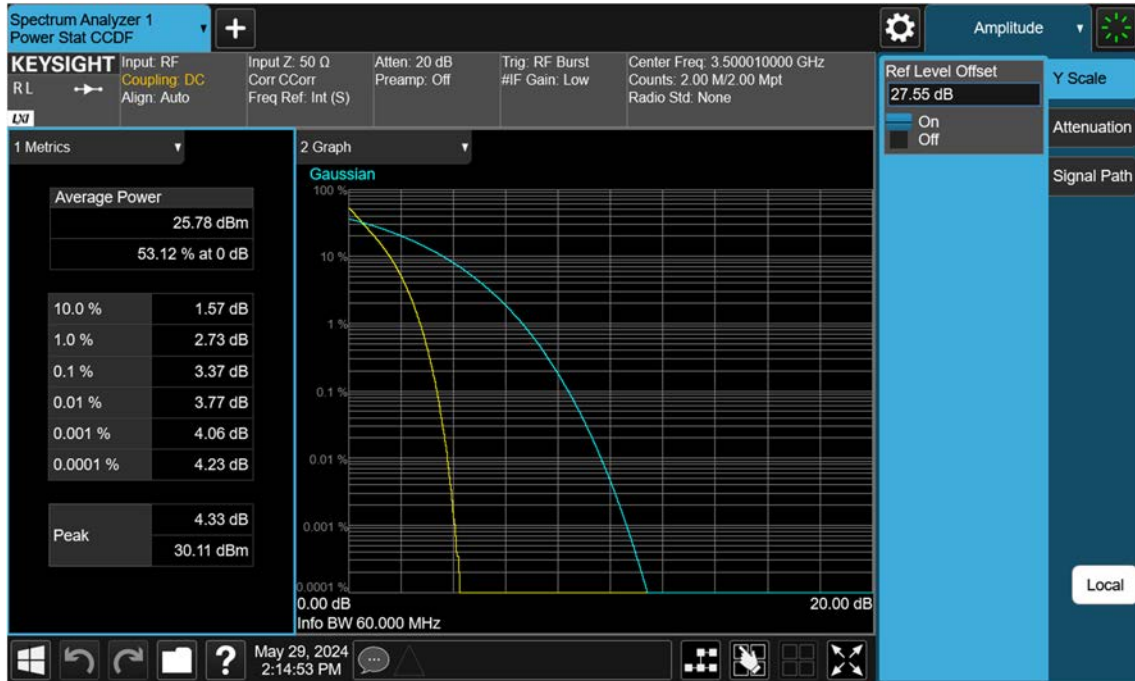 Spectrum Analyzer 1
Power Stat CCDF
+
Amplitude
KEYSIGHT
R L
LXI
Input: RF
Coupling: DC
Align: Auto
Input Z: 50 Ω
Corr CCorr
Freq Ref: Int (S)
Atten: 20 dB
Preamp: Off
Trig: RF Burst
#IF Gain: Low
Center Freq: 3.500010000 GHz
Counts: 2.00 M/2.00 Mpt
Radio Std: None
Ref Level Offset
27.55 dB
On
Off
Y Scale
Attenuation
Signal Path
1 Metrics
Average Power
25.78 dBm
53.12 % at 0 dB
10.0 % 1.57 dB
1.0 % 2.73 dB
0.1 % 3.37 dB
0.01 % 3.77 dB
0.001 % 4.06 dB
0.0001 % 4.23 dB
Peak
4.33 dB
30.11 dBm
2 Graph
Gaussian
100 %
10 %
1 %
0.1 %
0.01 %
0.001 %
0.0001 %
0.00 dB 20.00 dB
Info BW 60.000 MHz
Local
?
May 29, 2024
2:14:53 PM